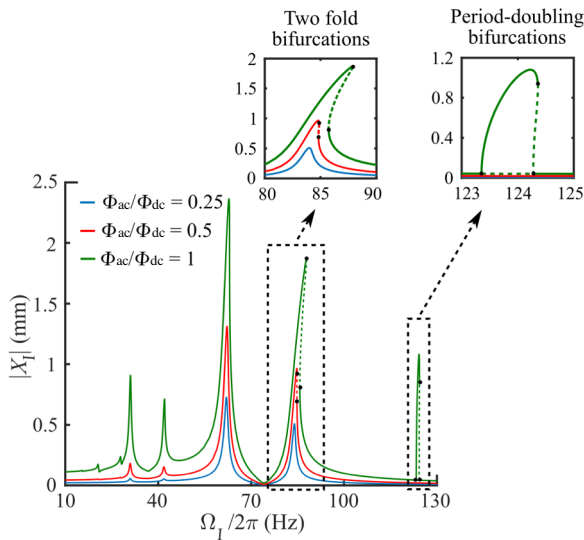 Two fold
bifurcations
Period-doubling
bifurcations
2
1.5
1
0.5
0
80 85 90
1.2
0.8
0.4
0
123 124 125
2.5
2
1.5
1
0.5
0
|X_I| (mm)
Φac/Φdc = 0.25
Φac/Φdc = 0.5
Φac/Φdc = 1
10 40 70 100 130
Ω_I/2π (Hz)